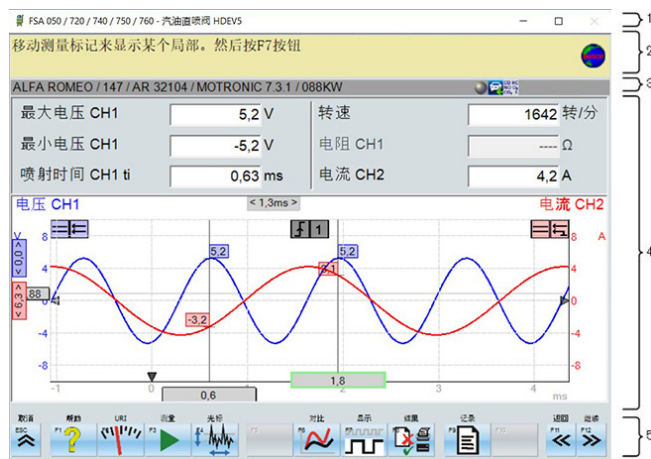 FSA 050 / 720 / 740 / 750 / 760 - 汽油直喷阀 HDEV5
1
移动测量标记来显示某个局部。然后按F7按钮
2
ALFA ROMEO / 147 / AR 32104 / MOTRONIC 7.3.1 / 088KW
3
最大电压 CH1 5,2 V 转速 1642 转/分
最小电压 CH1 -5,2 V 电阻 CH1 ---- Ω
喷射时间 CH1 ti 0,63 ms 电流 CH2 4,2 A
电压 CH1 < 1,3ms > 电流 CH2
V 8 1 8 A
5,2 5,2
4
4 3,1 4
< 0,0 >
< 6,3 >
88 0 0
-3,2
-4 -4
-8 -8
1,8
-1 3 4 ms
0,6
取消 帮助 URI 测量 光标 对比 显示 结果 记录 返回 继续
ESC F1 F3 F4 F9 F11 F12
5